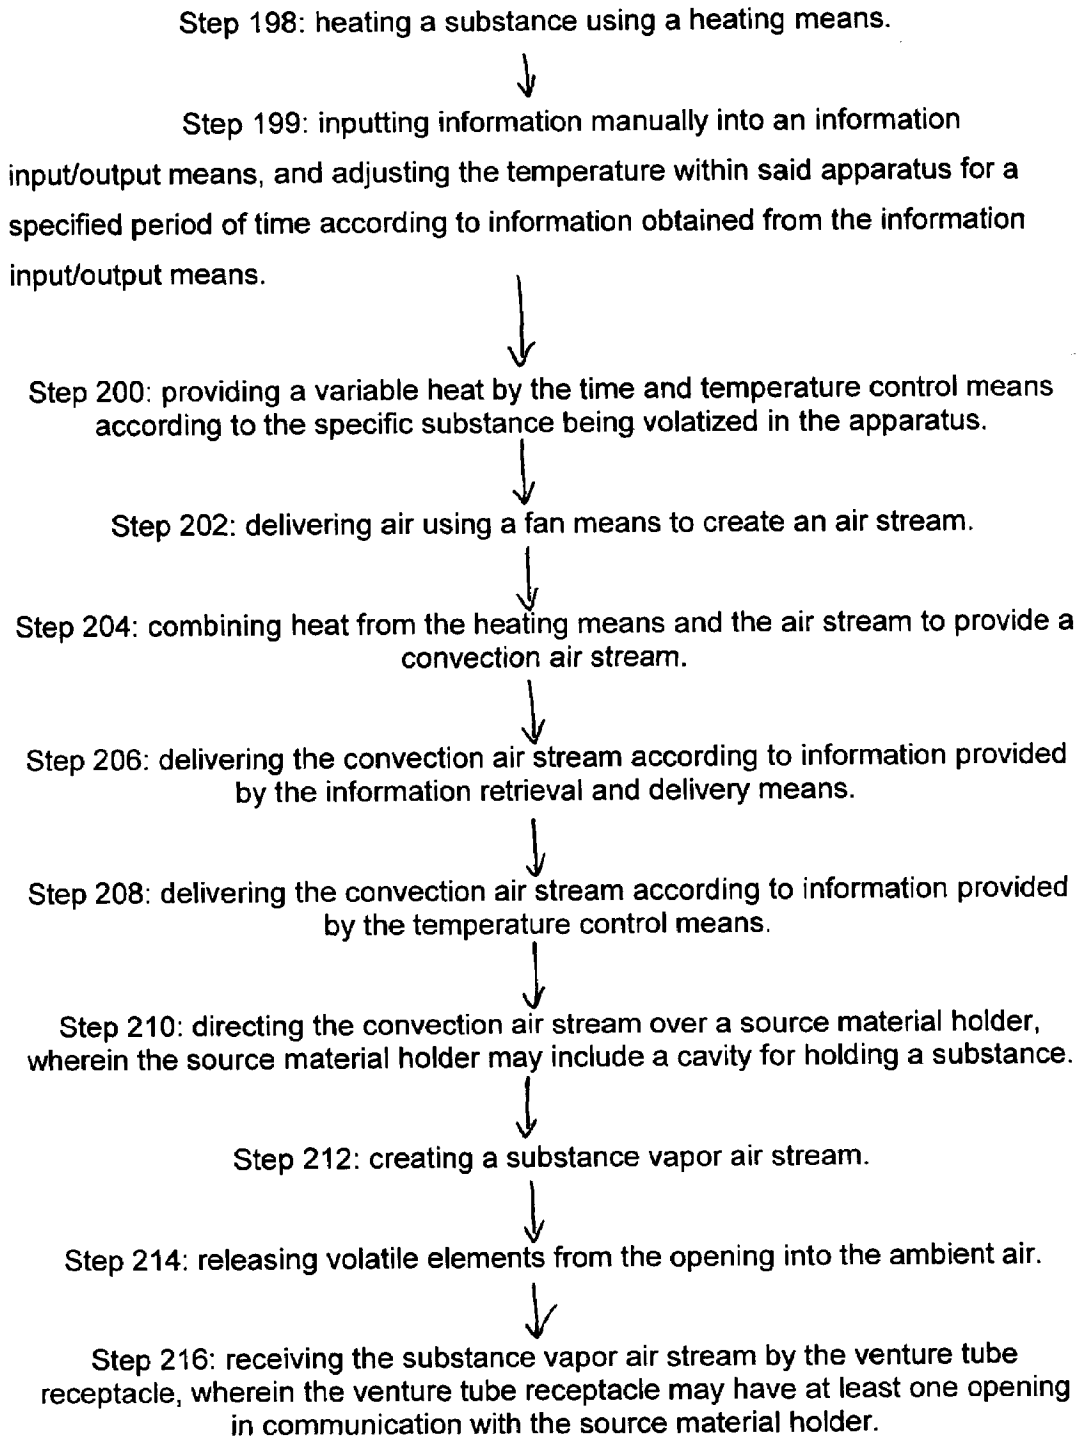 Step 198: heating a substance using a heating means.
Step 199: inputting information manually into an information
input/output means, and adjusting the temperature within said apparatus for a
specified period of time according to information obtained from the information
input/output means.
Step 200: providing a variable heat by the time and temperature control means
according to the specific substance being volatized in the apparatus.
Step 202: delivering air using a fan means to create an air stream.
Step 204: combining heat from the heating means and the air stream to provide a
convection air stream.
Step 206: delivering the convection air stream according to information provided
by the information retrieval and delivery means.
Step 208: delivering the convection air stream according to information provided
by the temperature control means.
Step 210: directing the convection air stream over a source material holder,
wherein the source material holder may include a cavity for holding a substance.
Step 212: creating a substance vapor air stream.
Step 214: releasing volatile elements from the opening into the ambient air.
Step 216: receiving the substance vapor air stream by the venture tube
receptacle, wherein the venture tube receptacle may have at least one opening
in communication with the source material holder.